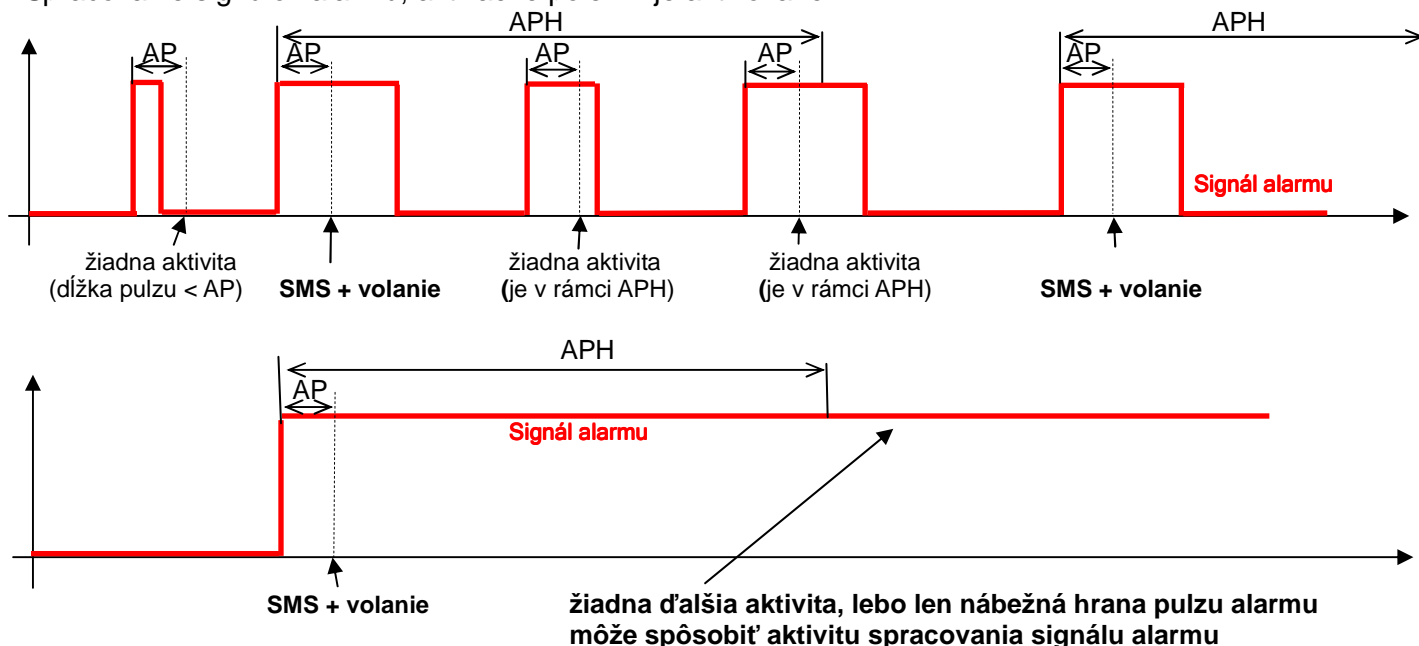 APH
APH
AP
AP
AP
AP
AP
Signál alarmu
žiadna aktivita
(dĺžka pulzu < AP)
SMS + volanie
žiadna aktivita
(je v rámci APH)
žiadna aktivita
(je v rámci APH)
SMS + volanie
APH
AP
Signál alarmu
SMS + volanie
žiadna ďalšia aktivita, lebo len nábežná hrana pulzu alarmu
môže spôsobiť aktivitu spracovania signálu alarmu